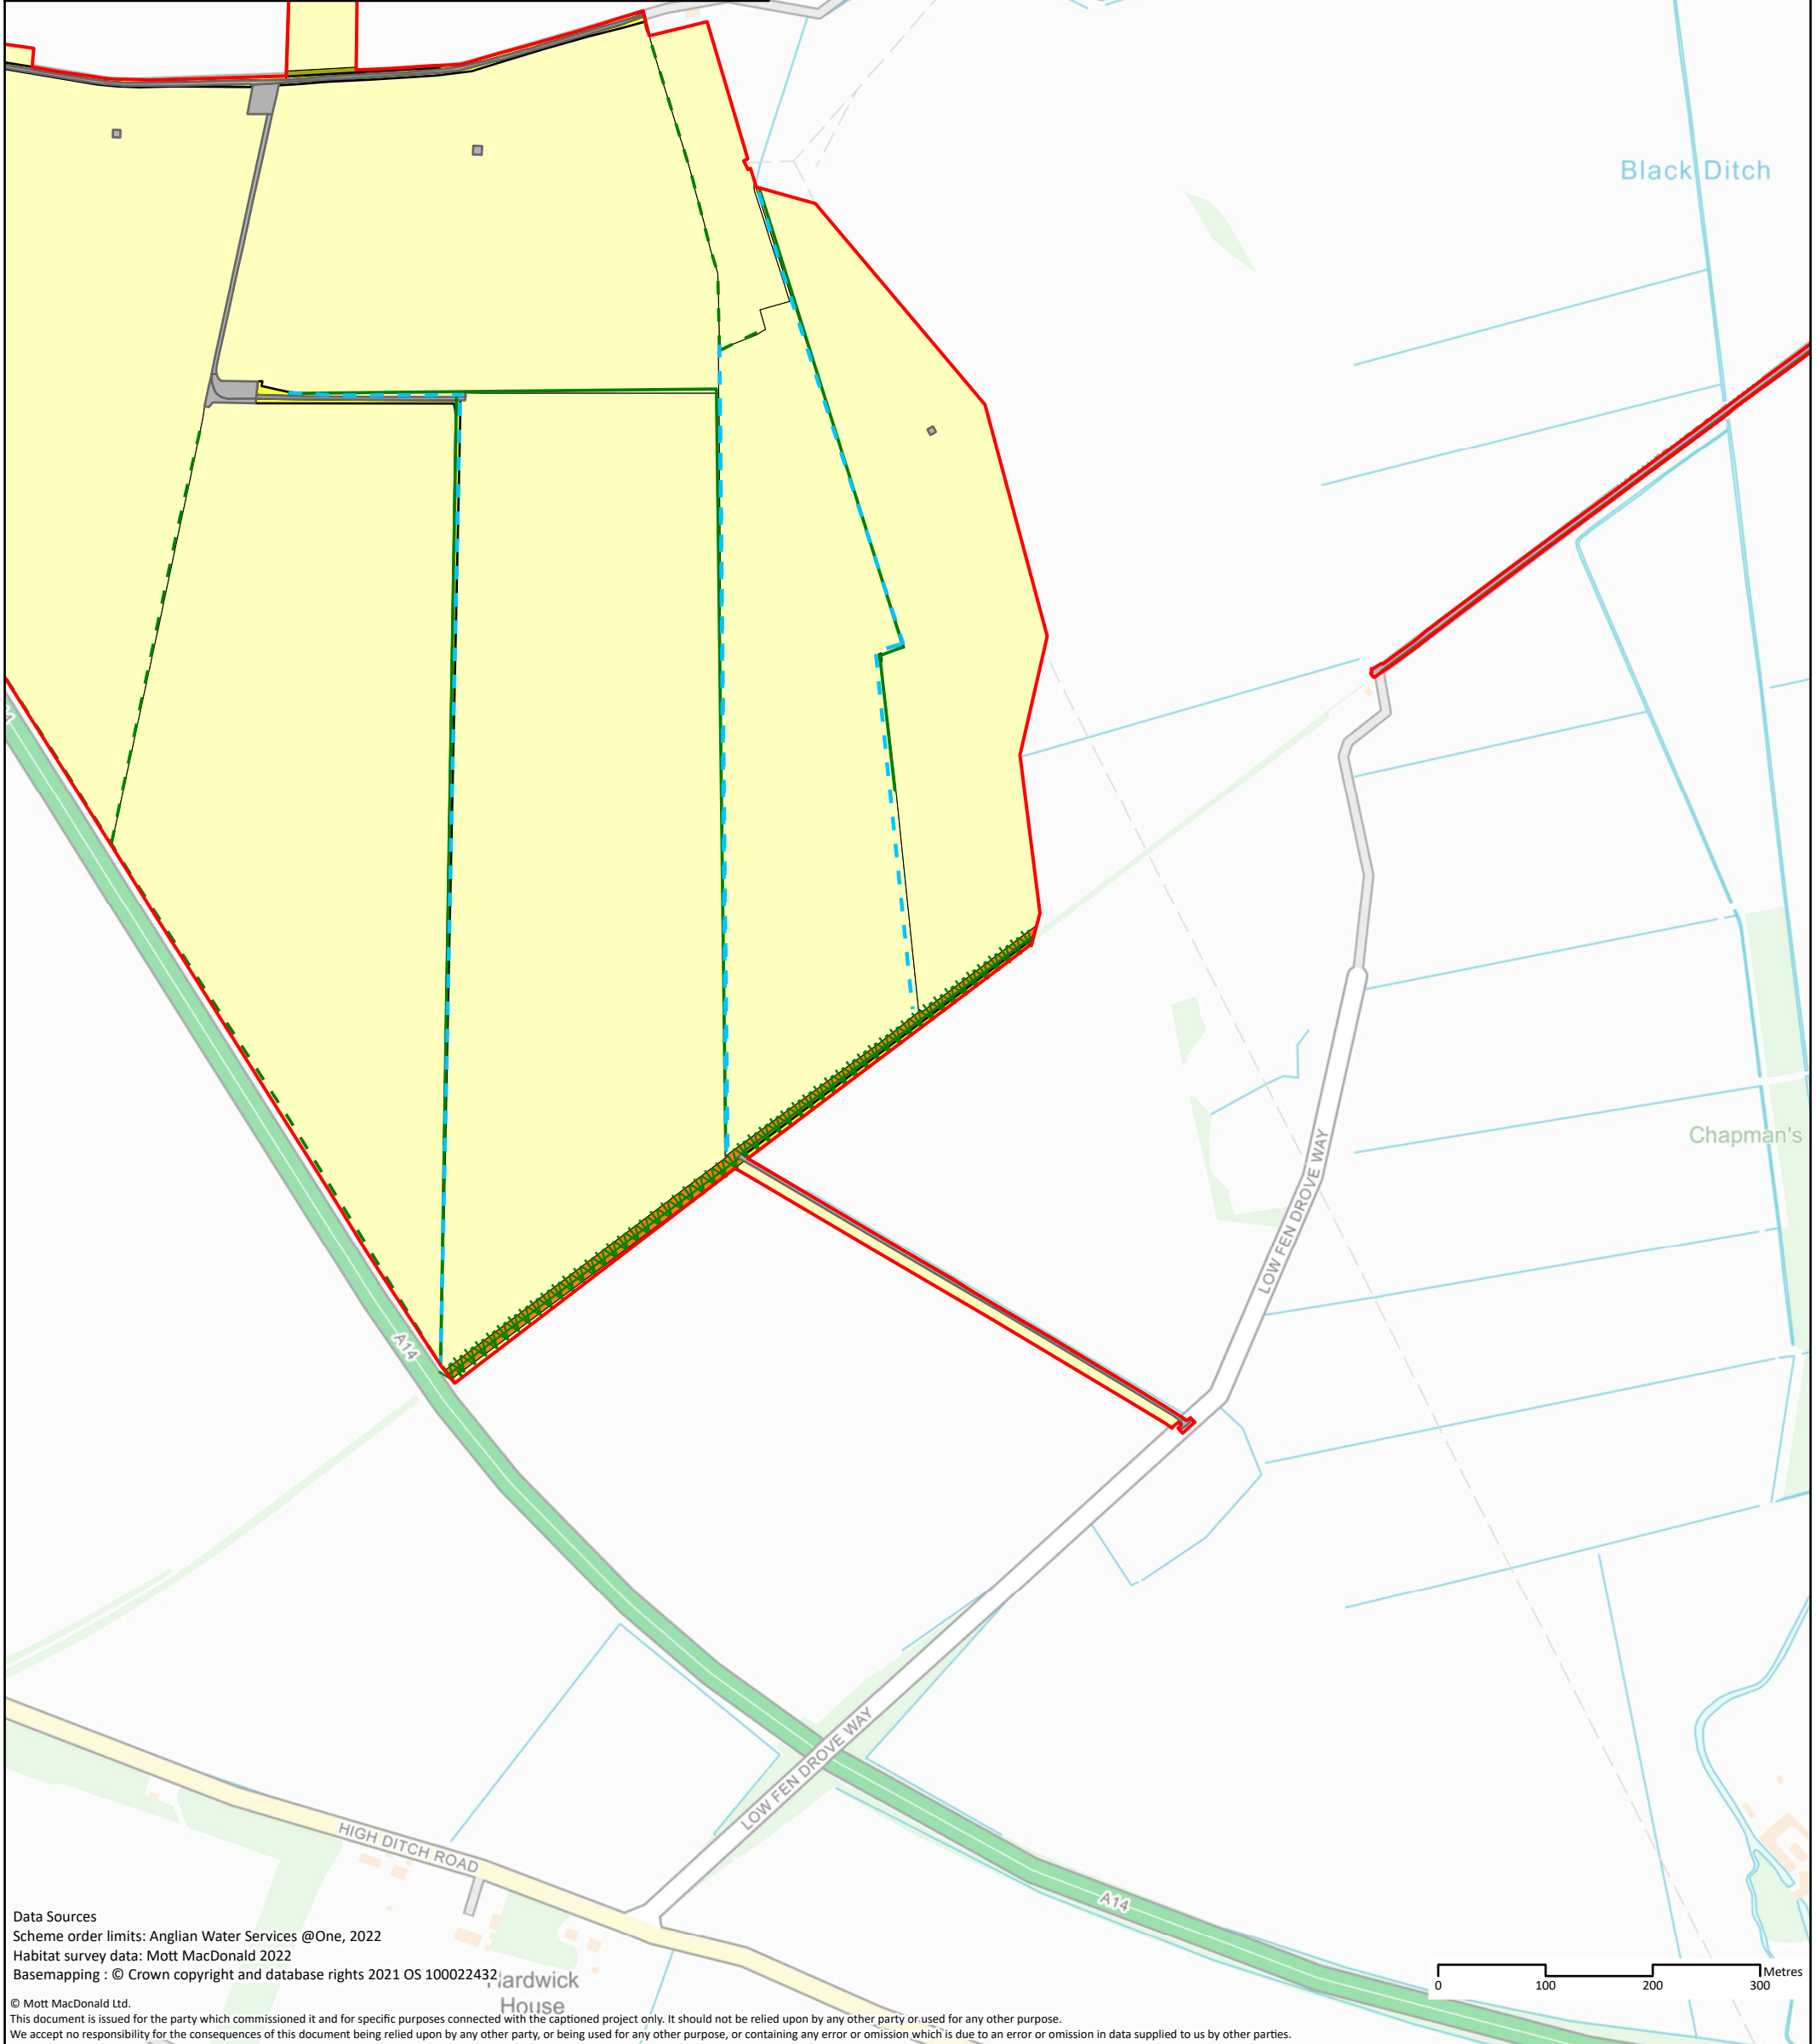 Black Ditch
Chapman's
LOW FEN DROVE WAY
A14
LOW FEN DROVE WAY
HIGH DITCH ROAD
A14
Data Sources
Scheme order limits: Anglian Water Services @One, 2022
Habitat survey data: Mott MacDonald 2022
Basemapping : © Crown copyright and database rights 2021 OS 100022432
Hardwick
House
Metres
0 100 200 300
© Mott MacDonald Ltd.
This document is issued for the party which commissioned it and for specific purposes connected with the captioned project only. It should not be relied upon by any other party or used for any other purpose.
We accept no responsibility for the consequences of this document being relied upon by any other party, or being used for any other purpose, or containing any error or omission which is due to an error or omission in data supplied to us by other parties.